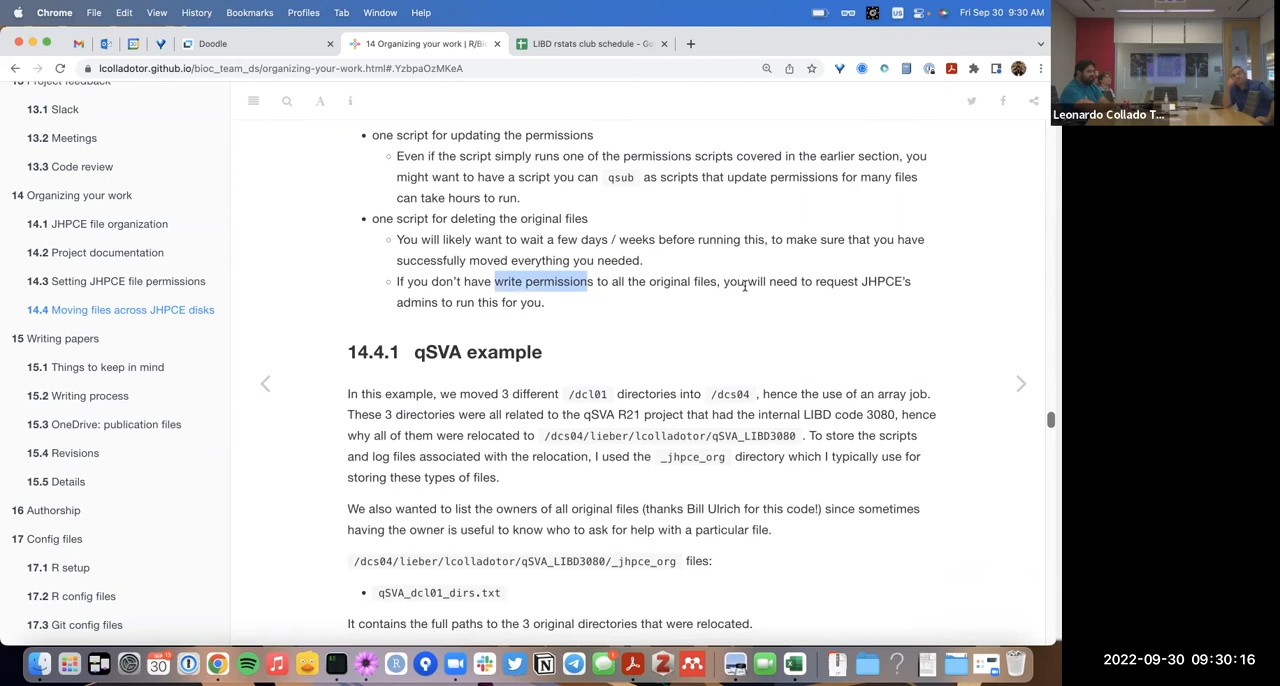 Chrome File Edit View History Bookmarks Profiles Tab Window Help Fri Sep 30 9:30 AM
Doodle
14 Organizing your work | R/Bi
LIBD rstats club schedule - Go
lcolladotor.github.io/bioc_team_ds/organizing-your-work.html#.YzbpaOzMKeA
Leonardo Collado T...
13 Project feedback
13.1 Slack
13.2 Meetings
13.3 Code review
14 Organizing your work
14.1 JHPCE file organization
14.2 Project documentation
14.3 Setting JHPCE file permissions
14.4 Moving files across JHPCE disks
15 Writing papers
15.1 Things to keep in mind
15.2 Writing process
15.3 OneDrive: publication files
15.4 Revisions
15.5 Details
16 Authorship
17 Config files
17.1 R setup
17.2 R config files
17.3 Git config files
• one script for updating the permissions
Even if the script simply runs one of the permissions scripts covered in the earlier section, you
might want to have a script you can qsub as scripts that update permissions for many files
can take hours to run.
• one script for deleting the original files
You will likely want to wait a few days / weeks before running this, to make sure that you have
successfully moved everything you needed.
If you don't have write permissions to all the original files, you will need to request JHPCE's
admins to run this for you.
14.4.1 qSVA example
In this example, we moved 3 different /dcl01 directories into /dcs04 , hence the use of an array job.
These 3 directories were all related to the qSVA R21 project that had the internal LIBD code 3080, hence
why all of them were relocated to /dcs04/lieber/lcolladotor/qSVA_LIBD3080 . To store the scripts
and log files associated with the relocation, I used the _jhpce_org directory which I typically use for
storing these types of files.
We also wanted to list the owners of all original files (thanks Bill Ulrich for this code!) since sometimes
having the owner is useful to know who to ask for help with a particular file.
/dcs04/lieber/lcolladotor/qSVA_LIBD3080/_jhpce_org files:
• qSVA_dcl01_dirs.txt
It contains the full paths to the 3 original directories that were relocated.
2022-09-30 09:30:16